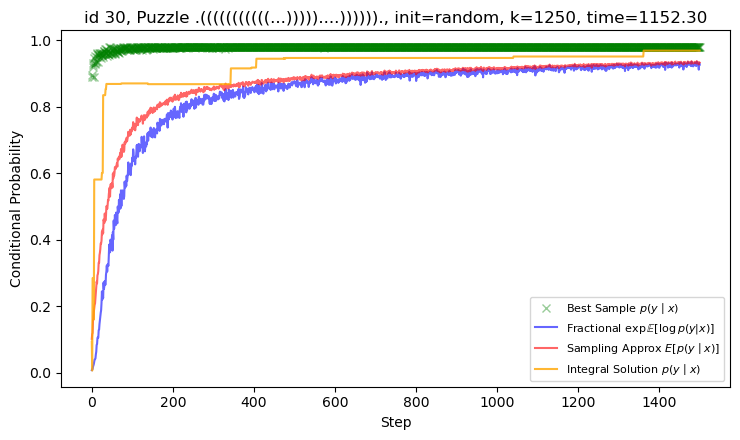 id 30, Puzzle .(((((((((((...)))))....))))))., init=random, k=1250, time=1152.30
Conditional Probability
1.0
0.8
0.6
0.4
0.2
0.0
0
200
400
600
800
1000
1200
1400
Step
Best Sample p(y | x)
Fractional exp 𝔼[log p(y|x)]
Sampling Approx E[p(y | x)]
Integral Solution p(y | x)